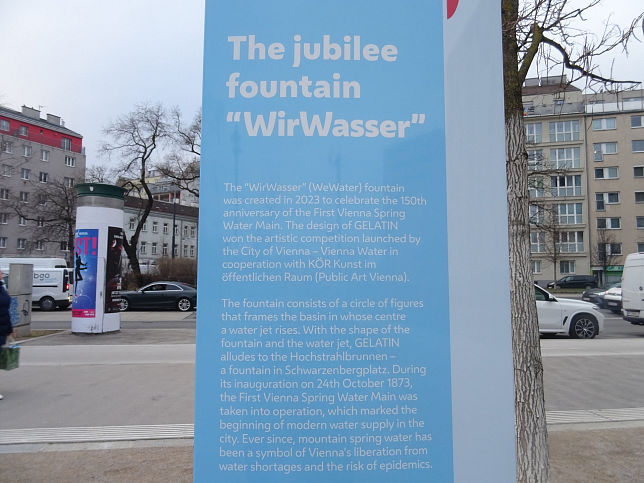 The jubilee
fountain
“WirWasser”
The “WirWasser” (WeWater) fountain
was created in 2023 to celebrate the 150th
anniversary of the First Vienna Spring
Water Main. The design of GELATIN
won the artistic competition launched by
the City of Vienna – Vienna Water in
cooperation with KÖR Kunst im
öffentlichen Raum (Public Art Vienna).
The fountain consists of a circle of figures
that frames the basin in whose centre
a water jet rises. With the shape of the
fountain and the water jet, GELATIN
alludes to the Hochstrahlbrunnen –
a fountain in Schwarzenbergplatz. During
its inauguration on 24th October 1873,
the First Vienna Spring Water Main was
taken into operation, which marked the
beginning of modern water supply in the
city. Ever since, mountain spring water has
been a symbol of Vienna's liberation from
water shortages and the risk of epidemics.